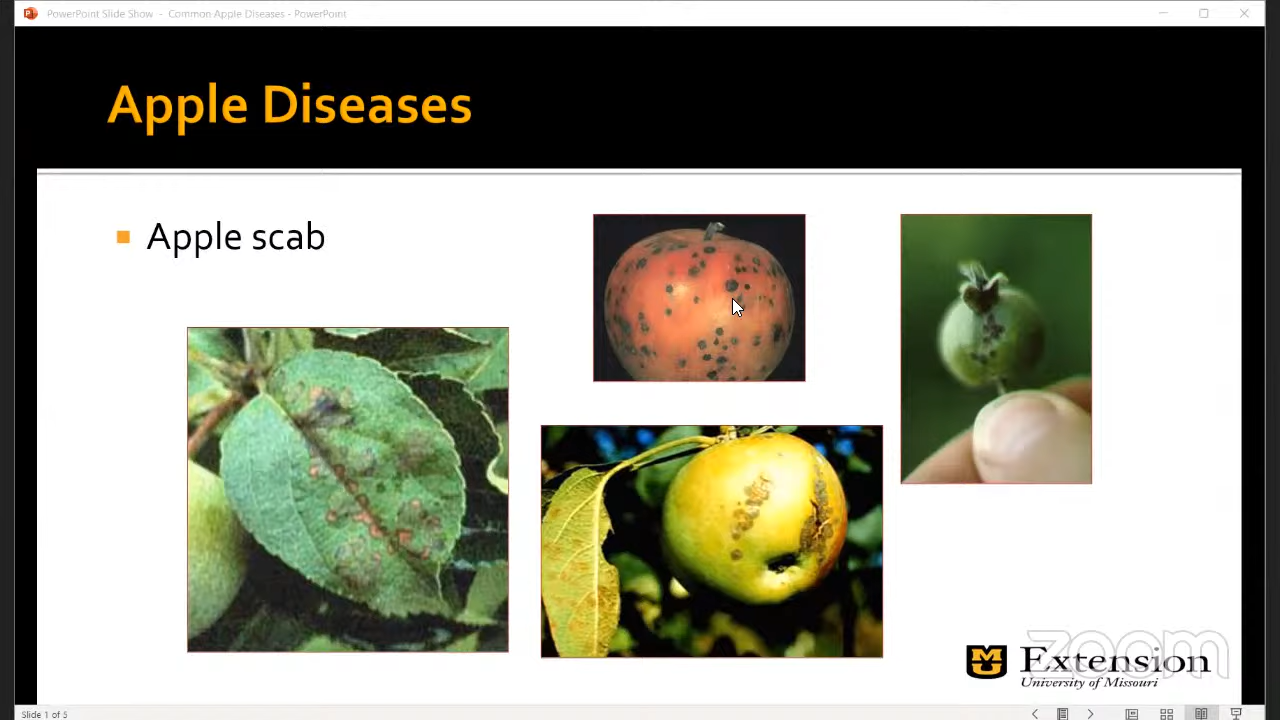 PowerPoint Slide Show - Common Apple Diseases - PowerPoint
Apple Diseases
Apple scab
zoom
Extension
University of Missouri
Slide 1 of 5